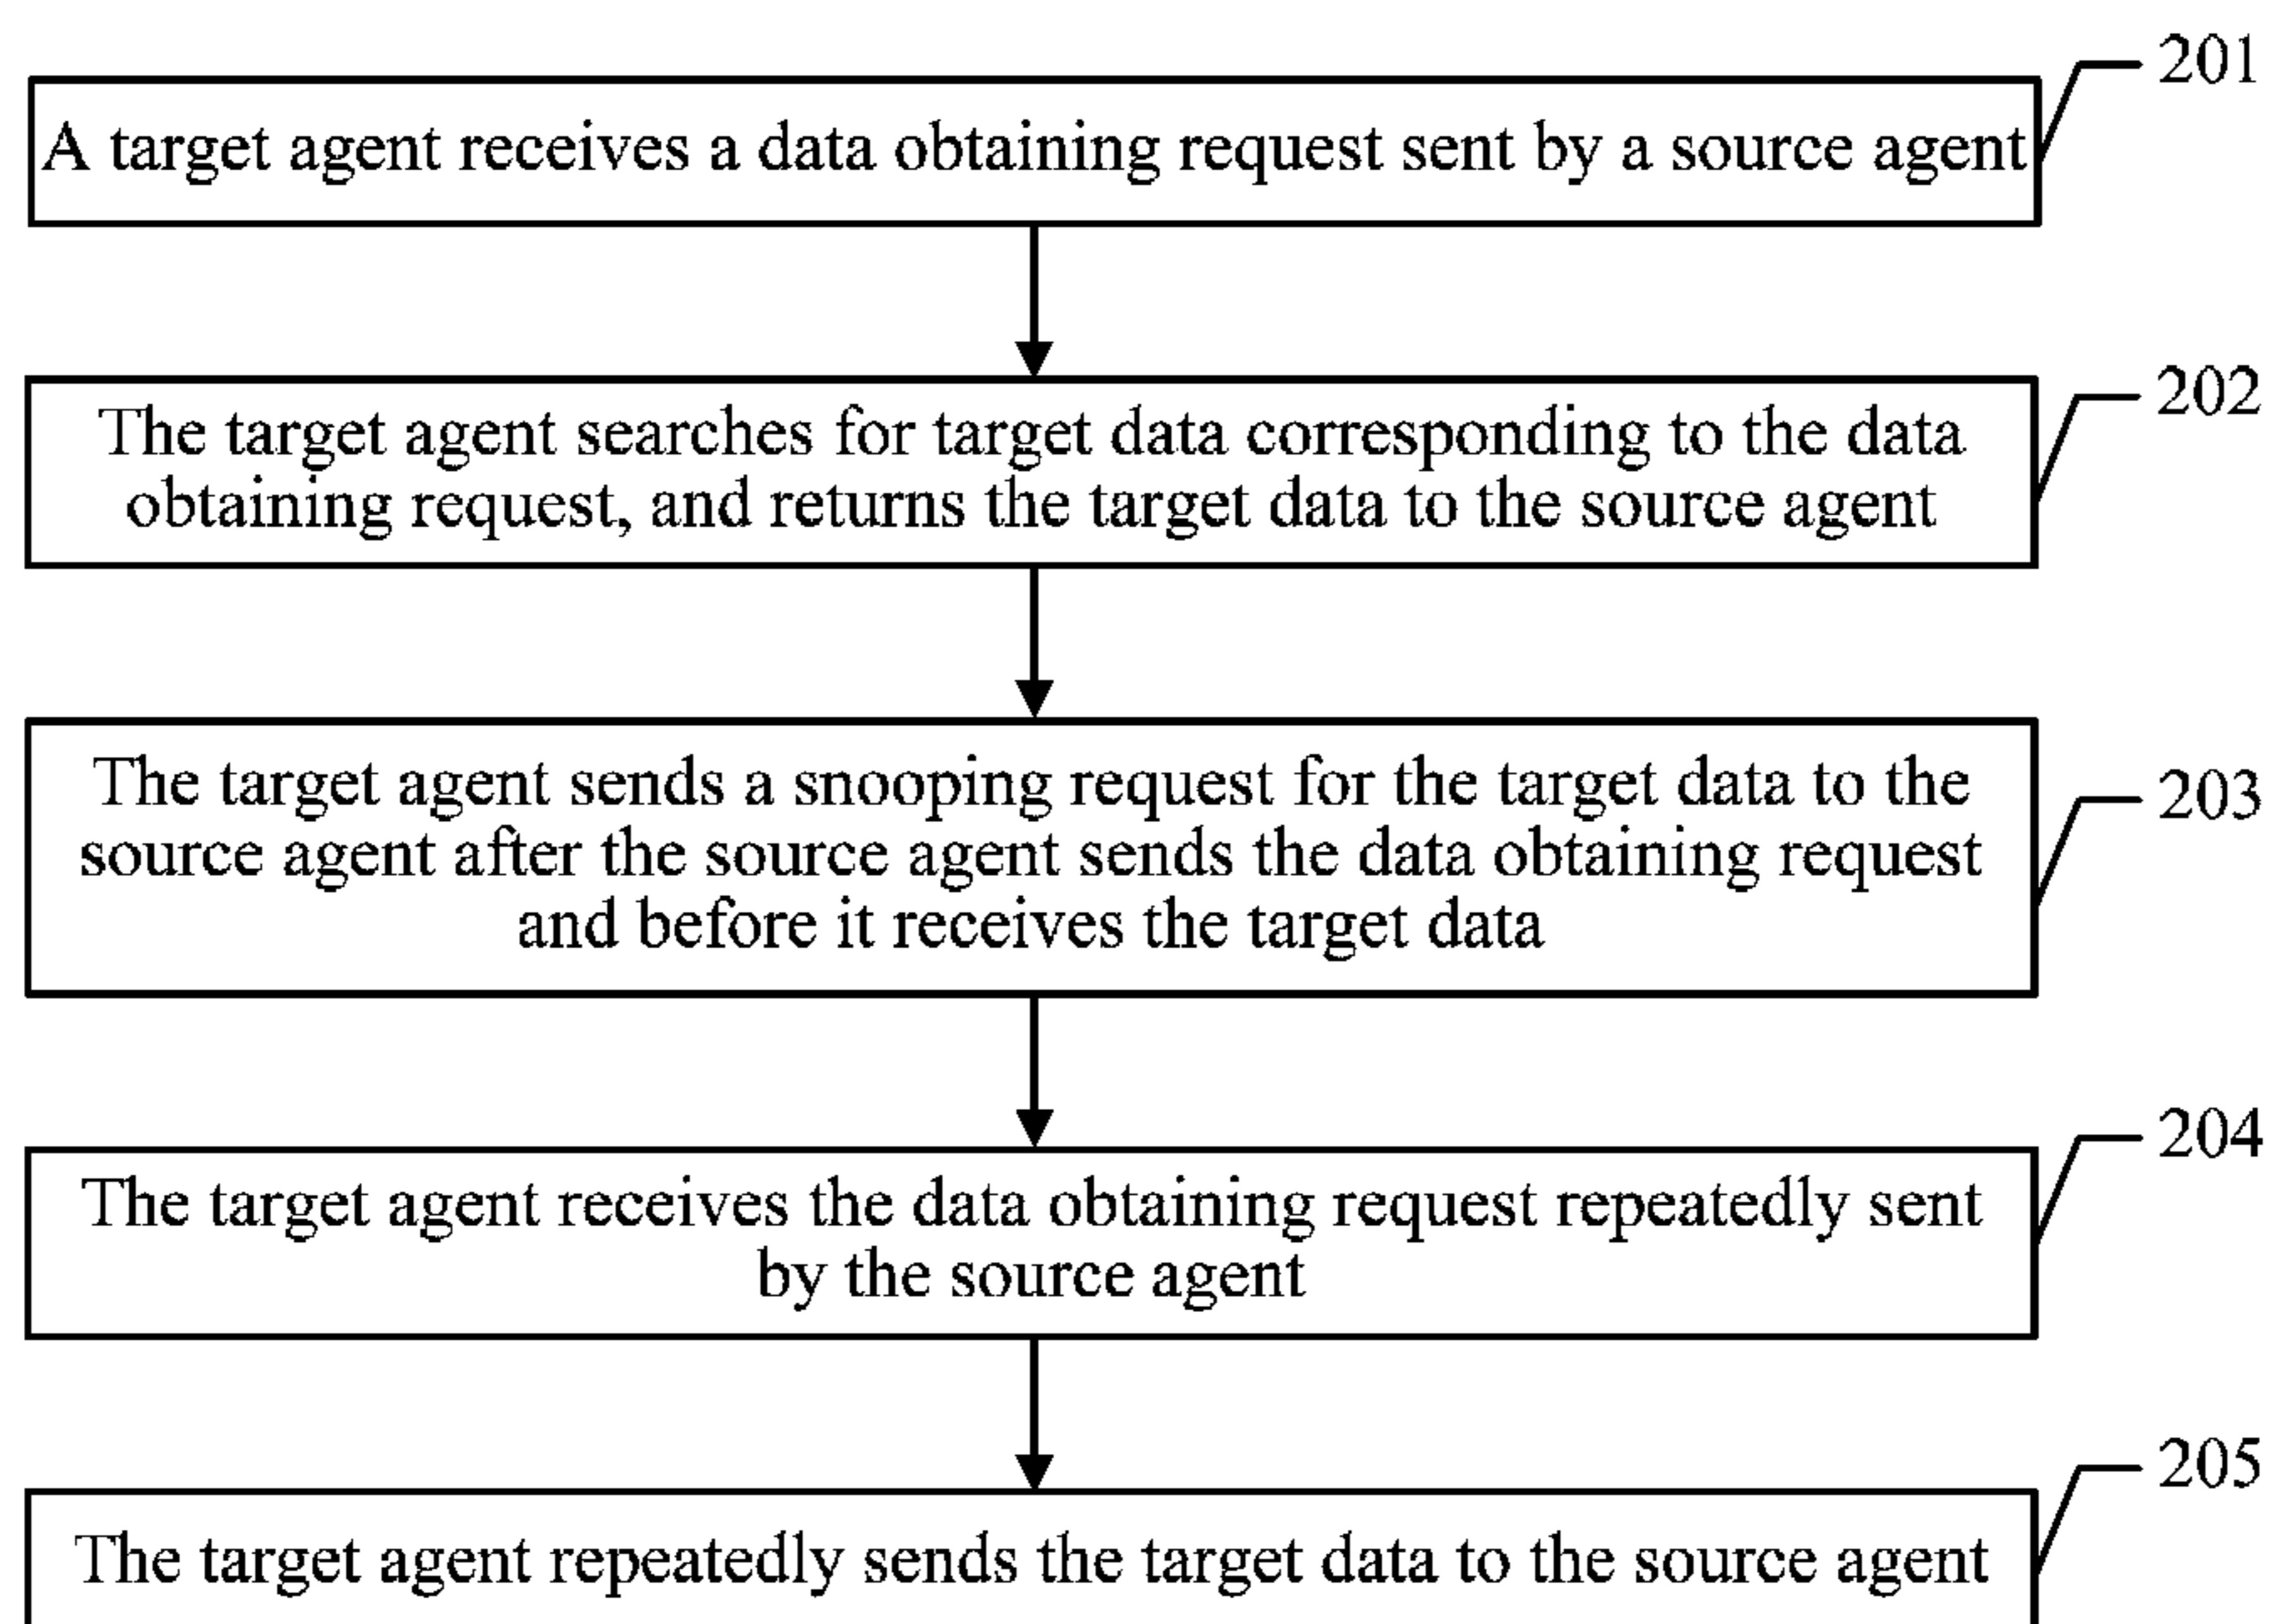 201
A target agent receives a data obtaining request sent by a source agent
202
The target agent searches for target data corresponding to the data
obtaining request, and returns the target data to the source agent
203
The target agent sends a snooping request for the target data to the
source agent after the source agent sends the data obtaining request
and before it receives the target data
204
The target agent receives the data obtaining request repeatedly sent
by the source agent
205
The target agent repeatedly sends the target data to the source agent